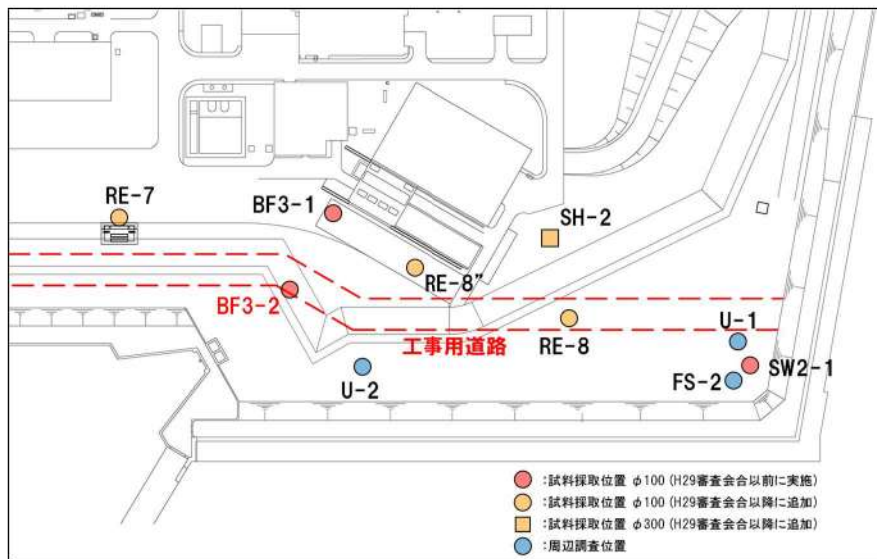 RE-7
BF3-1
SH-2
RE-8”
BF3-2
工事用道路
RE-8
U-1
U-2
SW2-1
FS-2
：試料採取位置 φ100（H29審査会合以前に実施）
：試料採取位置 φ100（H29審査会合以降に追加）
：試料採取位置 φ300（H29審査会合以降に追加）
：周辺調査位置